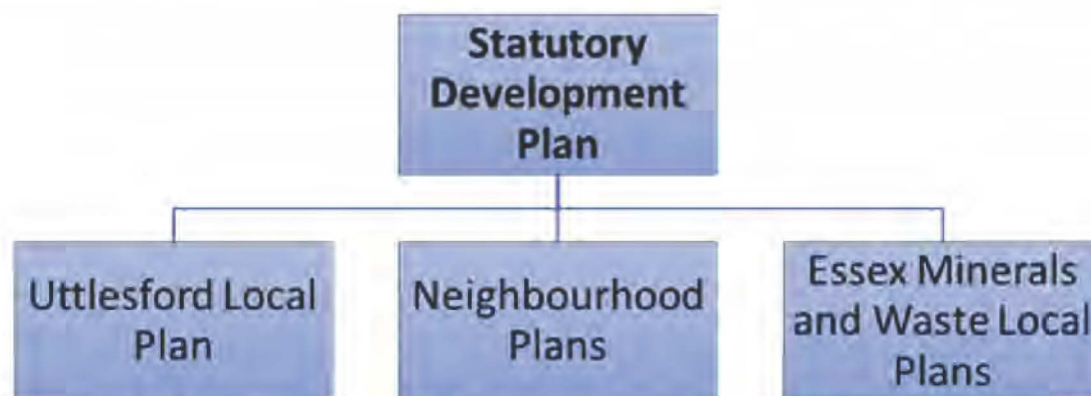 Statutory
Development
Plan
Uttlesford Local
Plan
Neighbourhood
Plans
Essex Minerals
and Waste Local
Plans